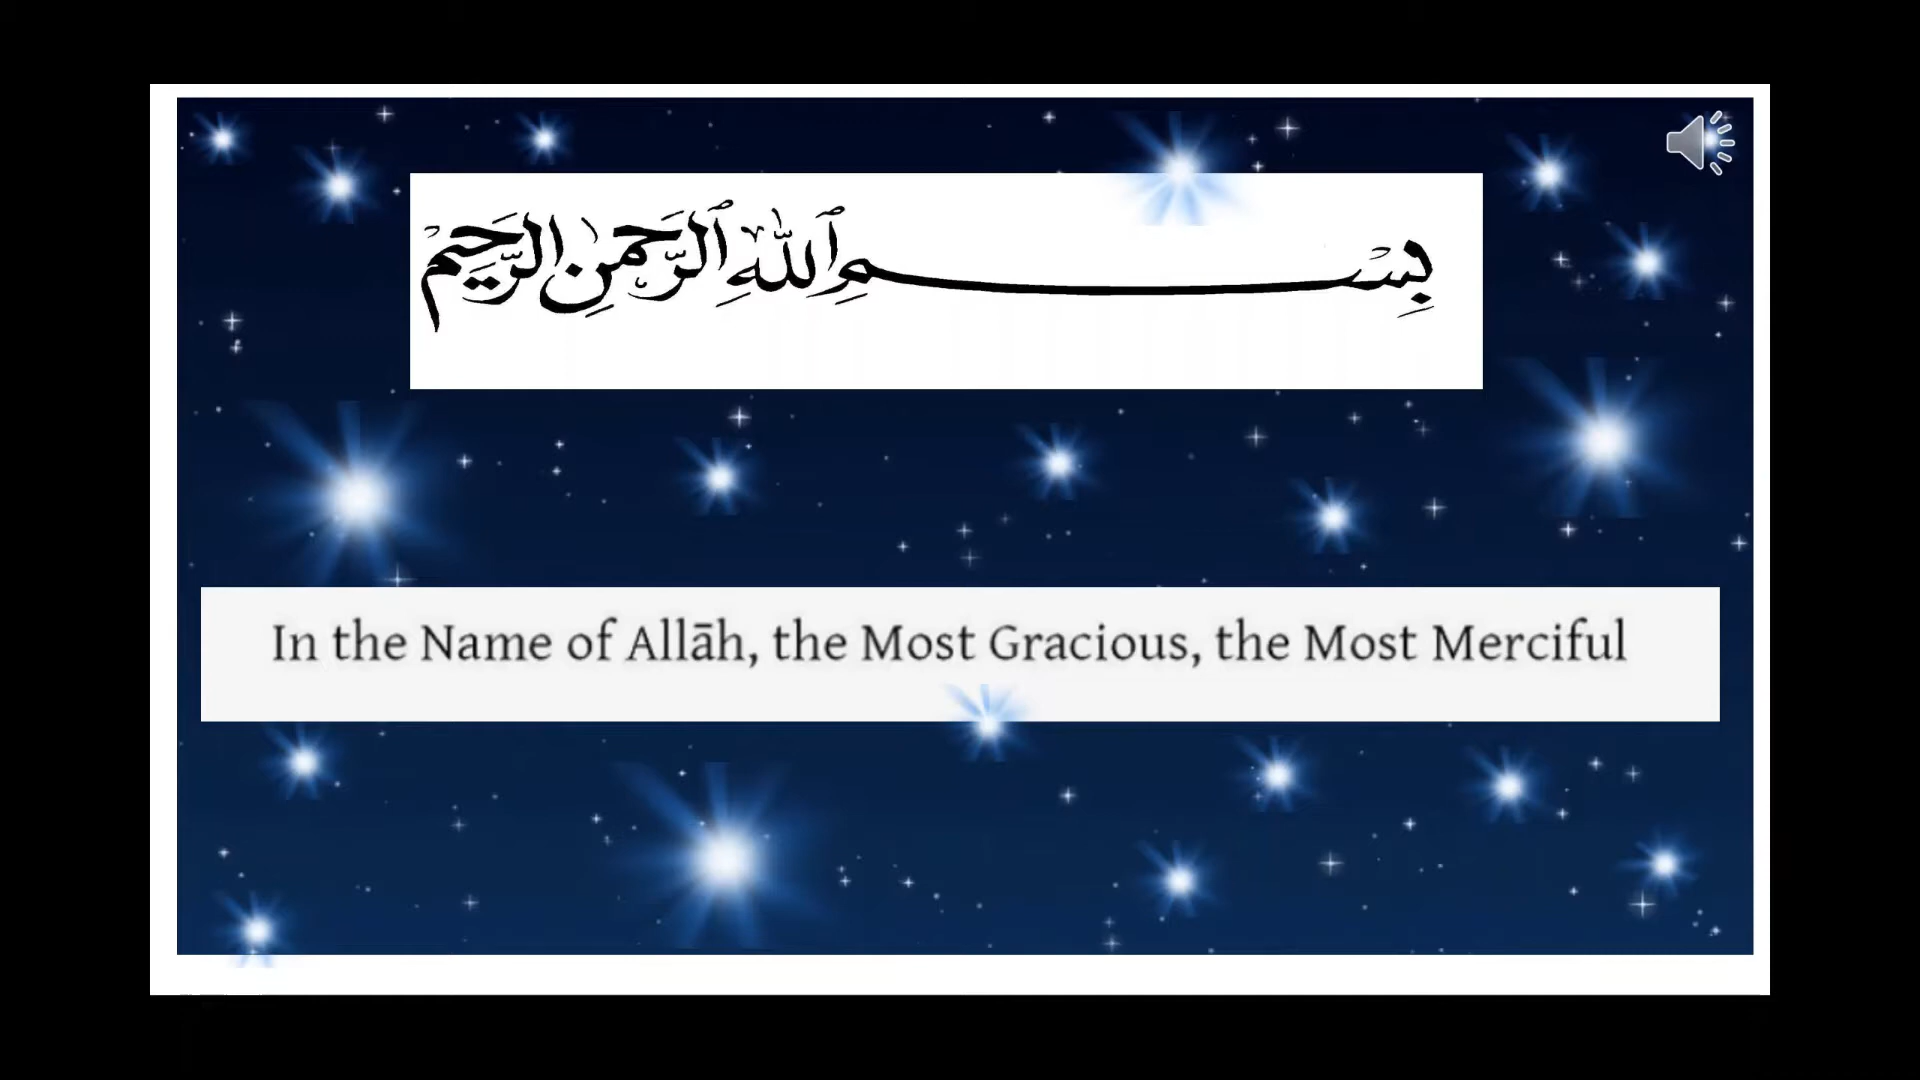 بِسْمِ ٱللَّهِ ٱلرَّحْمَٰنِ ٱلرَّحِيمِ
In the Name of Allāh, the Most Gracious, the Most Merciful